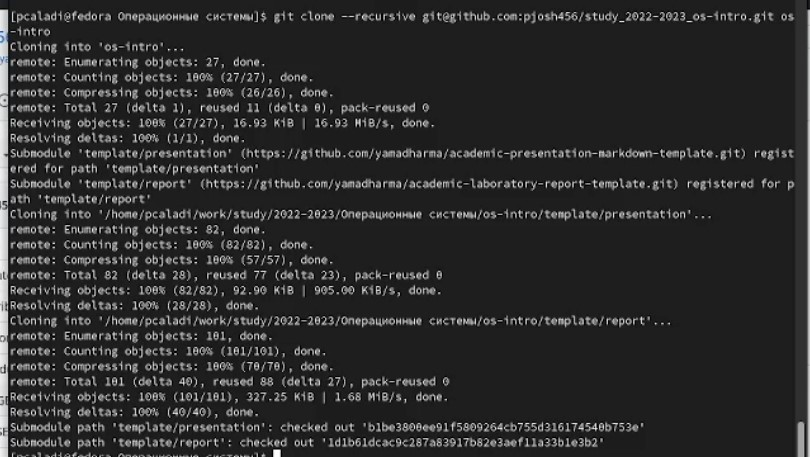 [pcaladi@fedora Операционные системы]$ git clone --recursive git@github.com:pjosh456/study_2022-2023_os-intro.git os
-intro
Cloning into 'os-intro'...
remote: Enumerating objects: 27, done.
remote: Counting objects: 100% (27/27), done.
remote: Compressing objects: 100% (26/26), done.
remote: Total 27 (delta 1), reused 11 (delta 0), pack-reused 0
Receiving objects: 100% (27/27), 16.93 KiB | 16.93 MiB/s, done.
Resolving deltas: 100% (1/1), done.
Submodule 'template/presentation' (https://github.com/yamadharma/academic-presentation-markdown-template.git) regist
ered for path 'template/presentation'
Submodule 'template/report' (https://github.com/yamadharma/academic-laboratory-report-template.git) registered for p
ath 'template/report'
Cloning into '/home/pcaladi/work/study/2022-2023/Операционные системы/os-intro/template/presentation'...
remote: Enumerating objects: 82, done.
remote: Counting objects: 100% (82/82), done.
remote: Compressing objects: 100% (57/57), done.
remote: Total 82 (delta 28), reused 77 (delta 23), pack-reused 0
Receiving objects: 100% (82/82), 92.90 KiB | 905.00 KiB/s, done.
Resolving deltas: 100% (28/28), done.
Cloning into '/home/pcaladi/work/study/2022-2023/Операционные системы/os-intro/template/report'...
remote: Enumerating objects: 101, done.
remote: Counting objects: 100% (101/101), done.
remote: Compressing objects: 100% (70/70), done.
remote: Total 101 (delta 40), reused 88 (delta 27), pack-reused 0
Receiving objects: 100% (101/101), 327.25 KiB | 1.68 MiB/s, done.
Resolving deltas: 100% (40/40), done.
Submodule path 'template/presentation': checked out 'b1be3800ee91f5809264cb755d316174540b753e'
Submodule path 'template/report': checked out '1d1b61dcac9c287a83917b82e3aef11a33b1e3b2'
[pcaladi@fedora Операционные системы]$